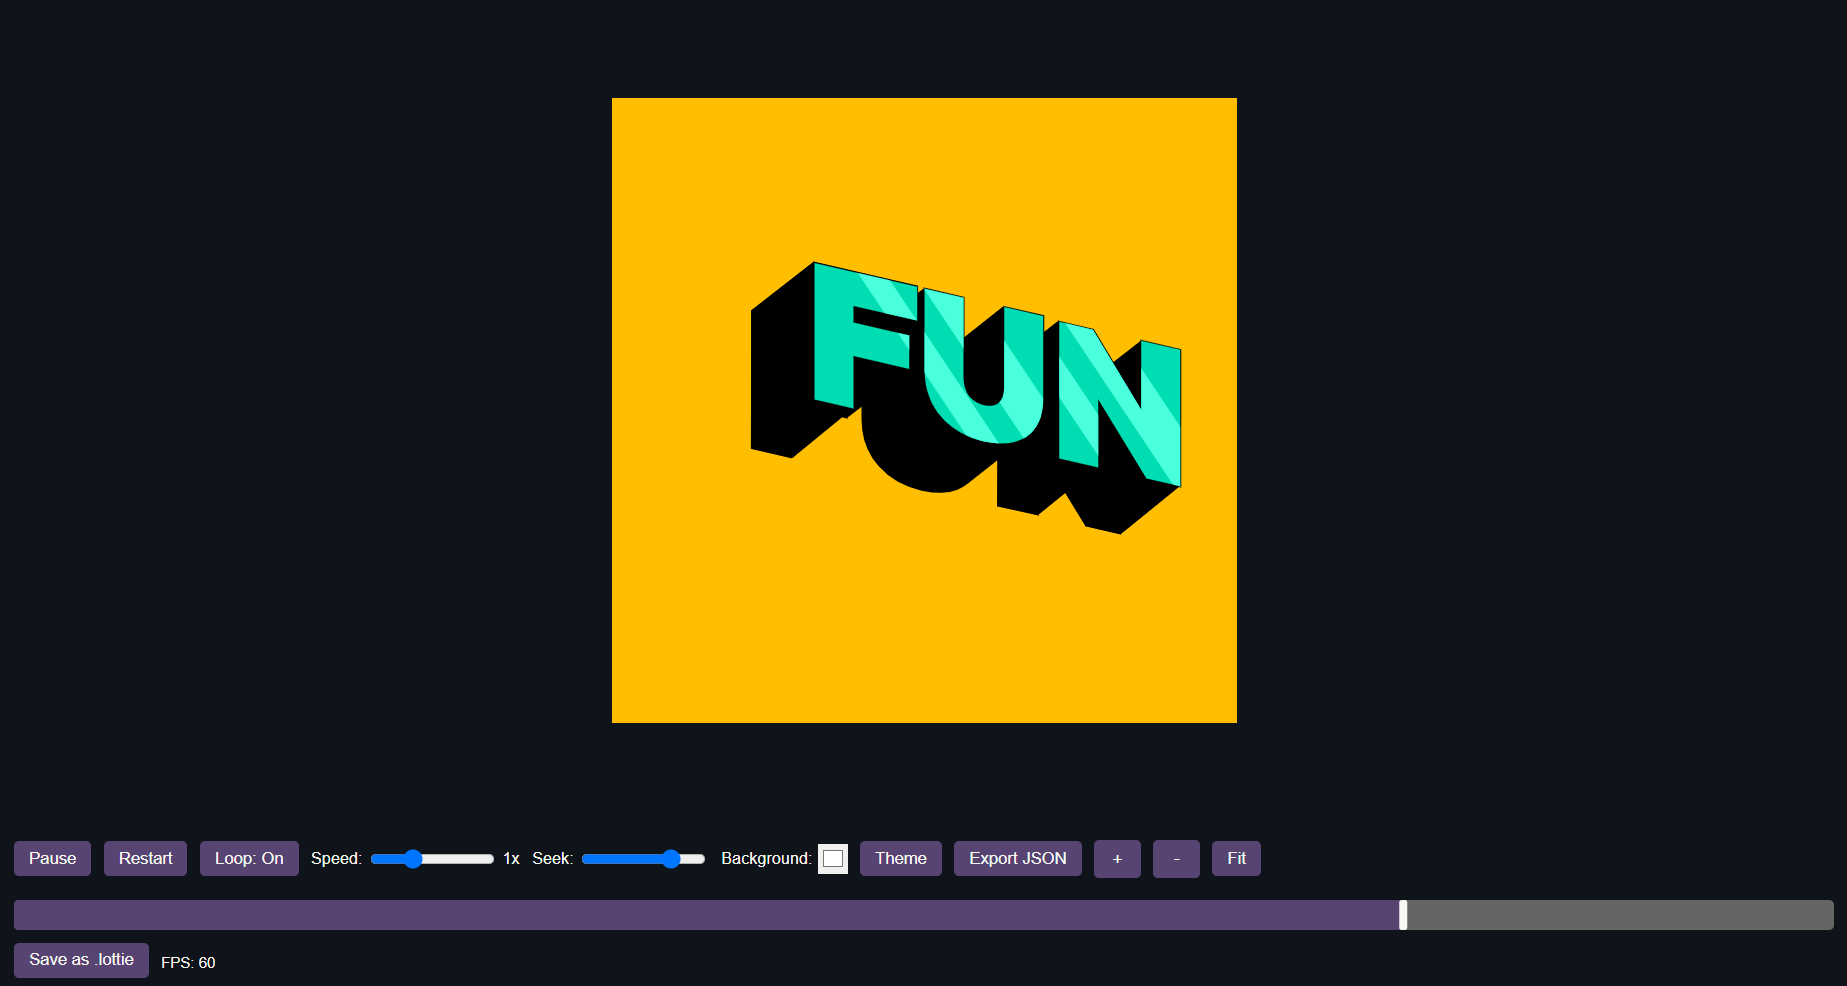 FUN
Pause Restart Loop: On Speed: 1x Seek: Background: Theme Export JSON + - Fit
Save as .lottie FPS: 60